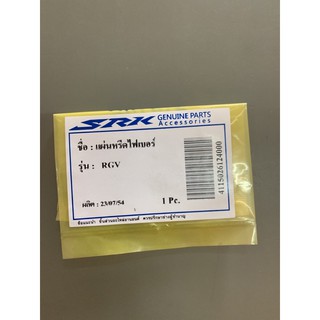 SRK GENUINE PARTS
Accessories
ชื่อ : แผ่นหรีดไฟเบอร์
รุ่น : RGV
ผลิต : 23/07/54 1 Pc.
4115026124000